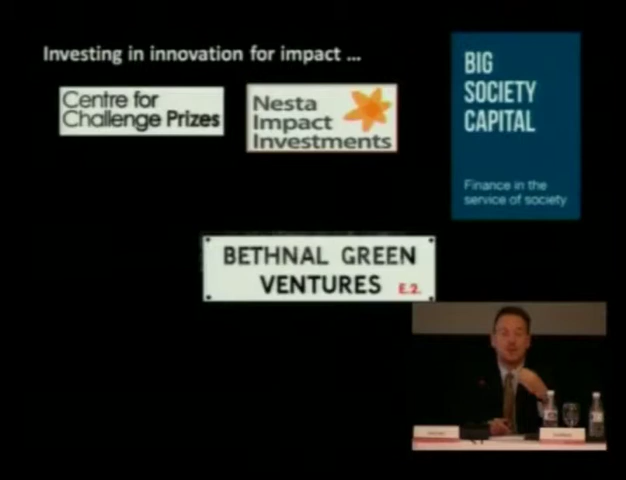 Investing in innovation for impact ...
Centre for
Challenge Prizes
Nesta
Impact
Investments
BIG
SOCIETY
CAPITAL
Finance in the
service of society
BETHNAL GREEN
VENTURES E.2.